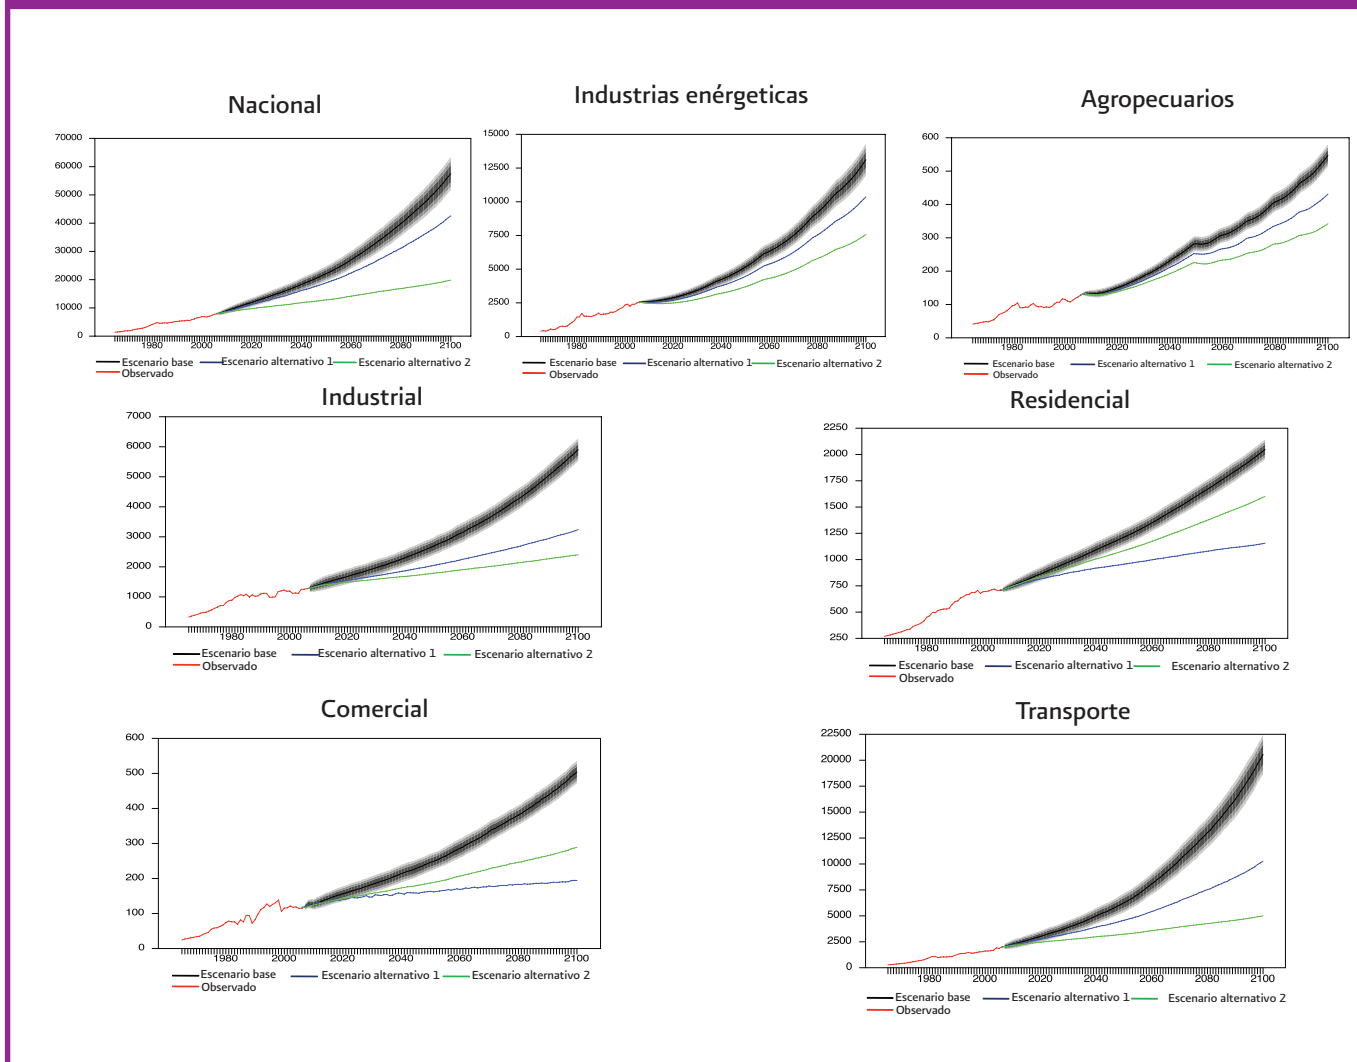 Nacional
70000
60000
50000
40000
30000
20000
10000
0
1980 2000 2020 2040 2060 2080 2100
Escenario base Escenario alternativo 1 Escenario alternativo 2
Observado
Industrias enérgeticas
15000
12500
10000
7500
5000
2500
0
1980 2000 2020 2040 2060 2080 2100
Escenario base Escenario alternativo 1 Escenario alternativo 2
Observado
Agropecuarios
600
500
400
300
200
100
0
1980 2000 2020 2040 2060 2080 2100
Escenario base Escenario alternativo 1 Escenario alternativo 2
Observado
Industrial
7000
6000
5000
4000
3000
2000
1000
0
1980 2000 2020 2040 2060 2080 2100
Escenario base Escenario alternativo 1 Escenario alternativo 2
Observado
Residencial
2250
2000
1750
1500
1250
1000
750
500
250
1980 2000 2020 2040 2060 2080 2100
Escenario base Escenario alternativo 1 Escenario alternativo 2
Observado
Comercial
600
500
400
300
200
100
0
1980 2000 2020 2040 2060 2080 2100
Escenario base Escenario alternativo 1 Escenario alternativo 2
Observado
Transporte
22500
20000
17500
15000
12500
10000
7500
5000
2500
0
1980 2000 2020 2040 2060 2080 2100
Escenario base Escenario alternativo 1 Escenario alternativo 2
Observado